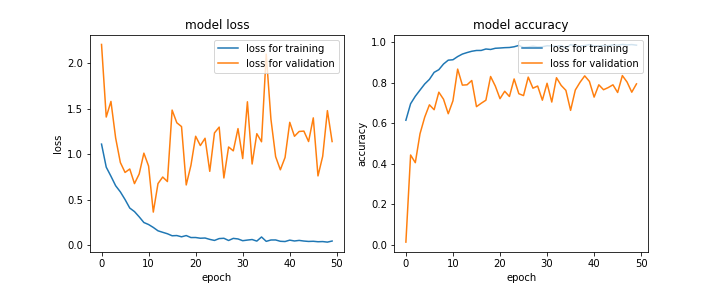 model loss
loss
2.0
1.5
1.0
0.5
0.0
loss for training
loss for validation
0 10 20 30 40 50
epoch
model accuracy
accuracy
1.0
0.8
0.6
0.4
0.2
0.0
loss for training
loss for validation
0 10 20 30 40 50
epoch